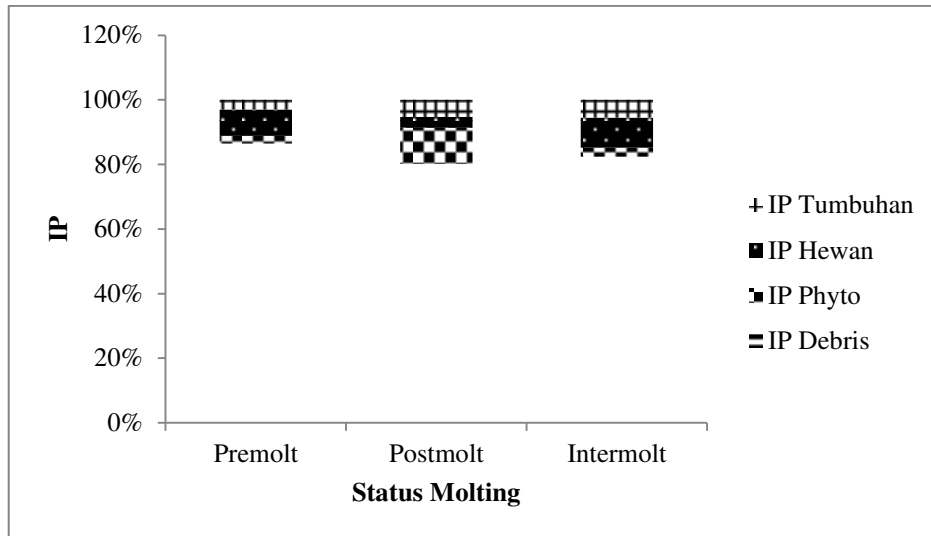 120%
100%
80%
60%
40%
20%
0%
IP
Premolt Postmolt Intermolt
Status Molting
IP Tumbuhan
IP Hewan
IP Phyto
IP Debris